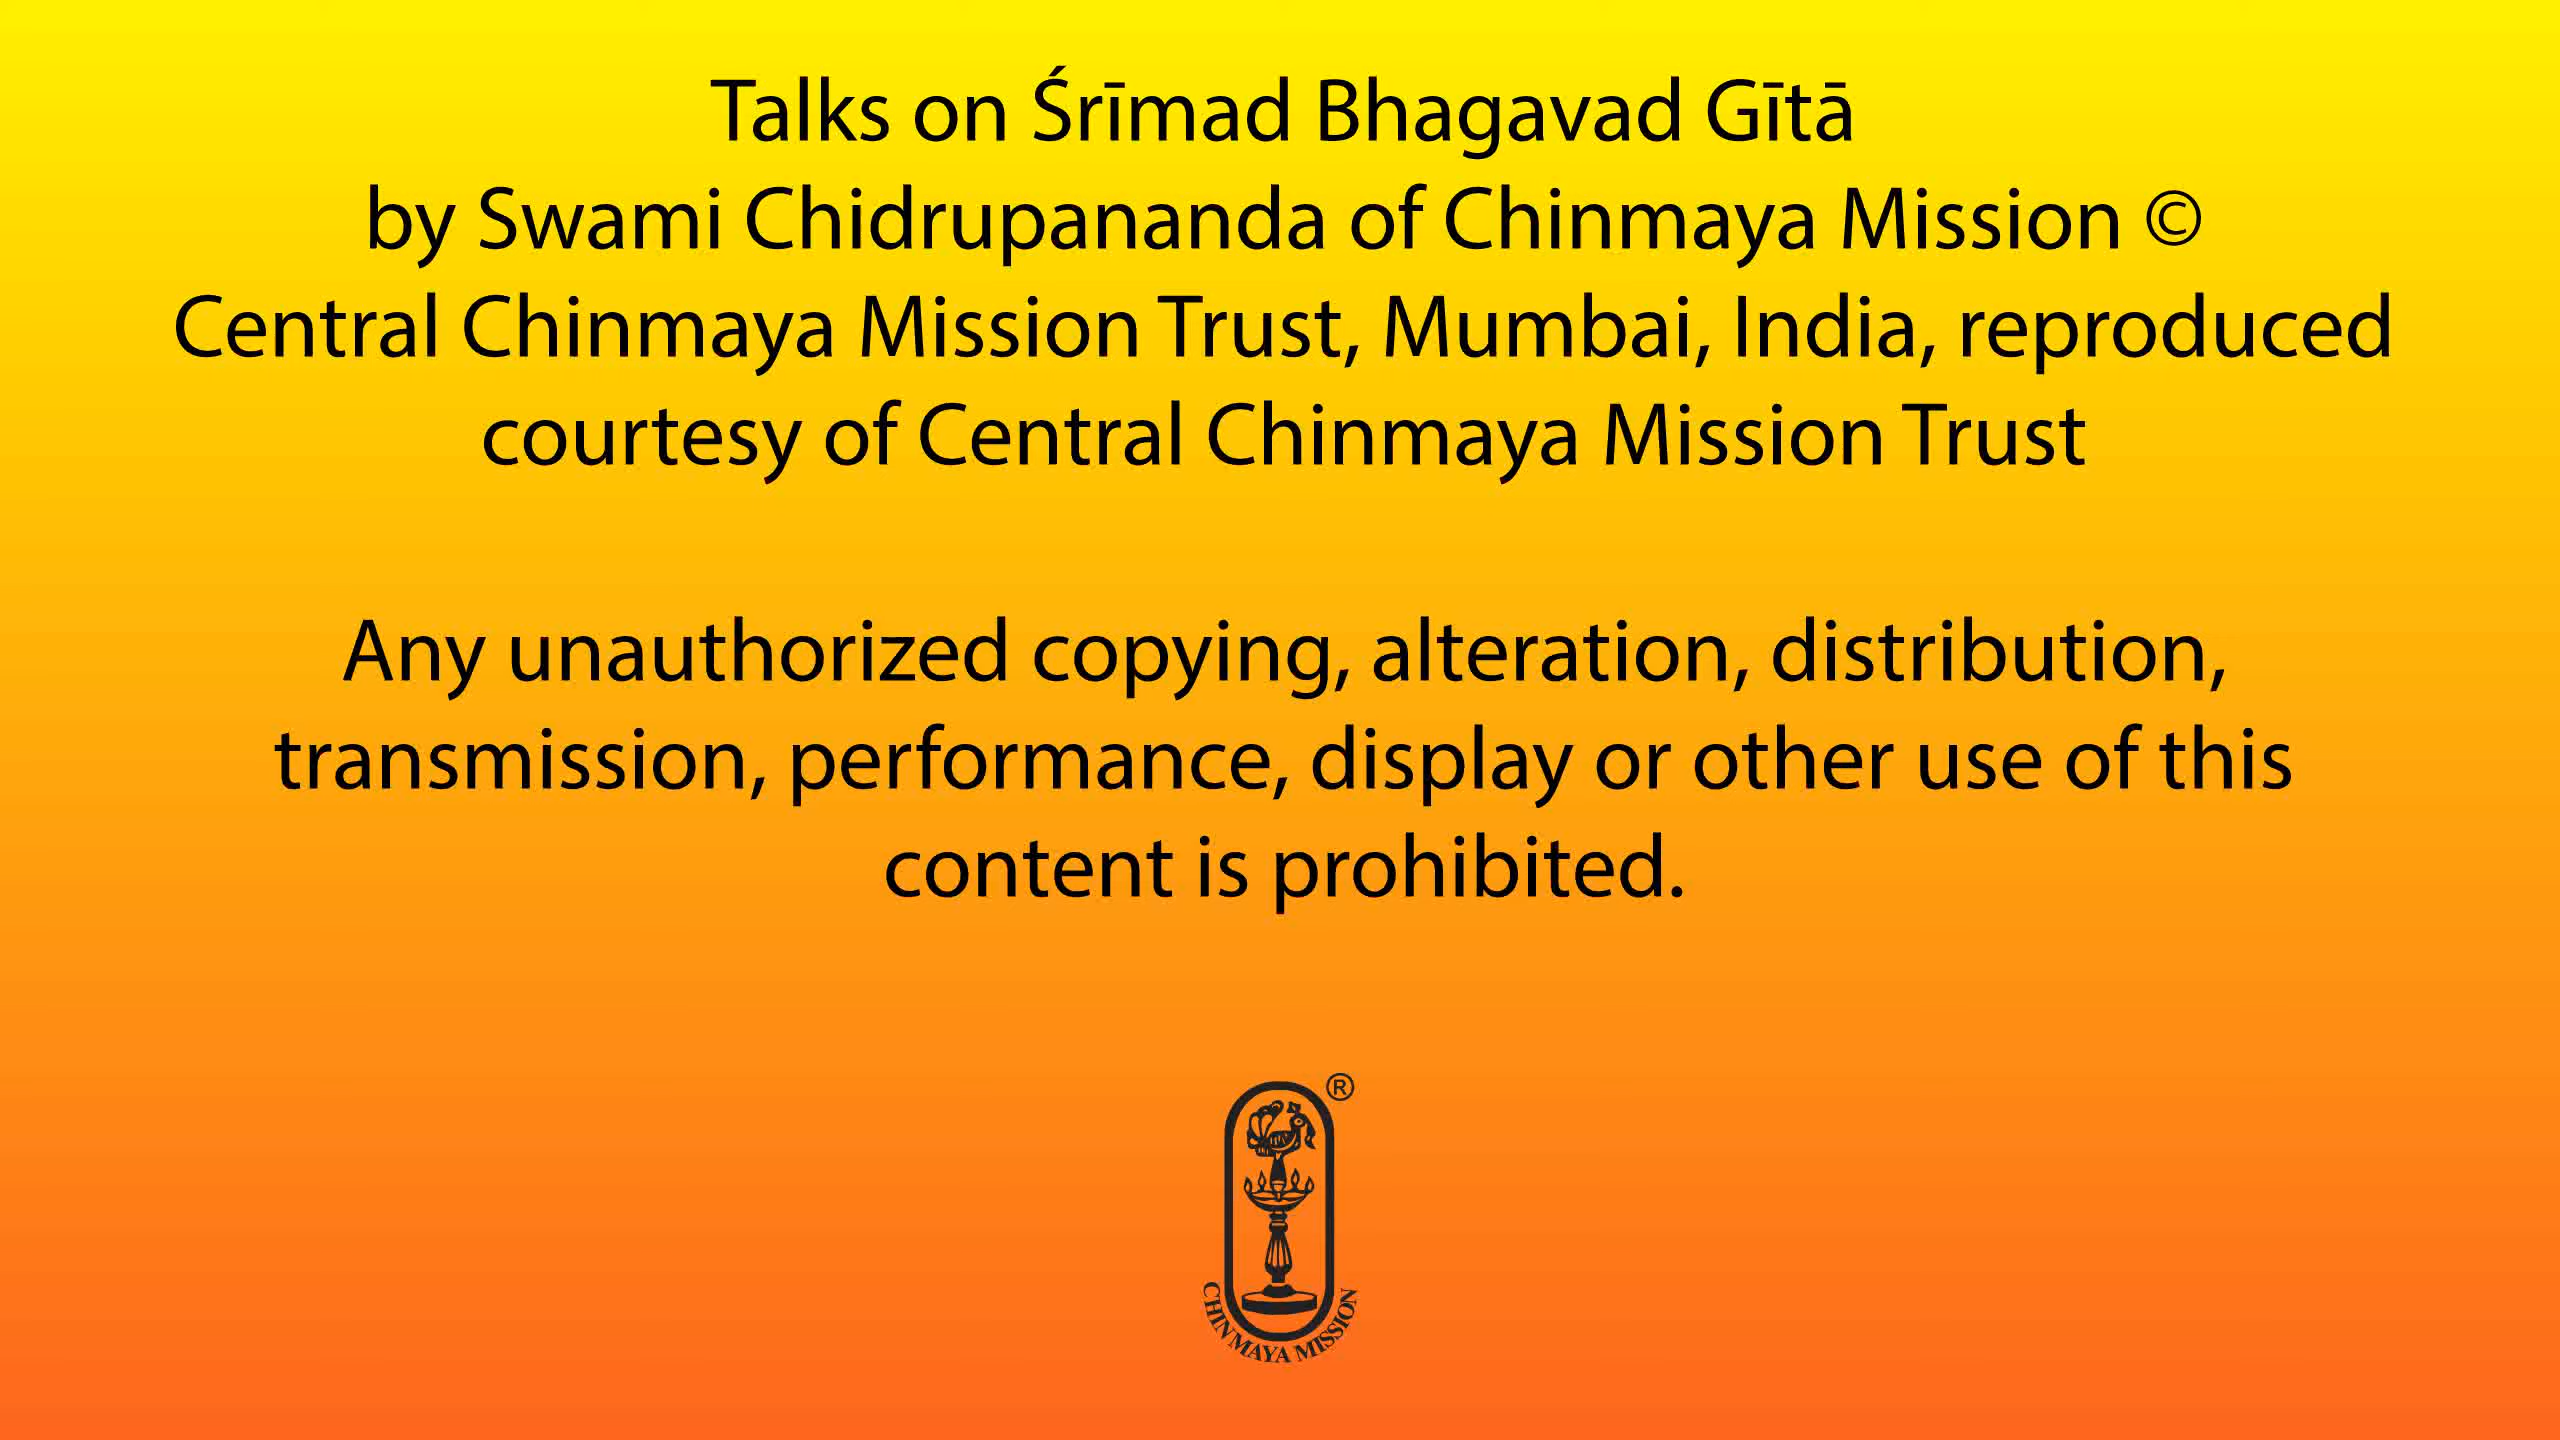 Talks on Śrīmad Bhagavad Gītā
by Swami Chidrupananda of Chinmaya Mission ©
Central Chinmaya Mission Trust, Mumbai, India, reproduced
courtesy of Central Chinmaya Mission Trust
Any unauthorized copying, alteration, distribution,
transmission, performance, display or other use of this
content is prohibited.
®
CHINMAYA MISSION